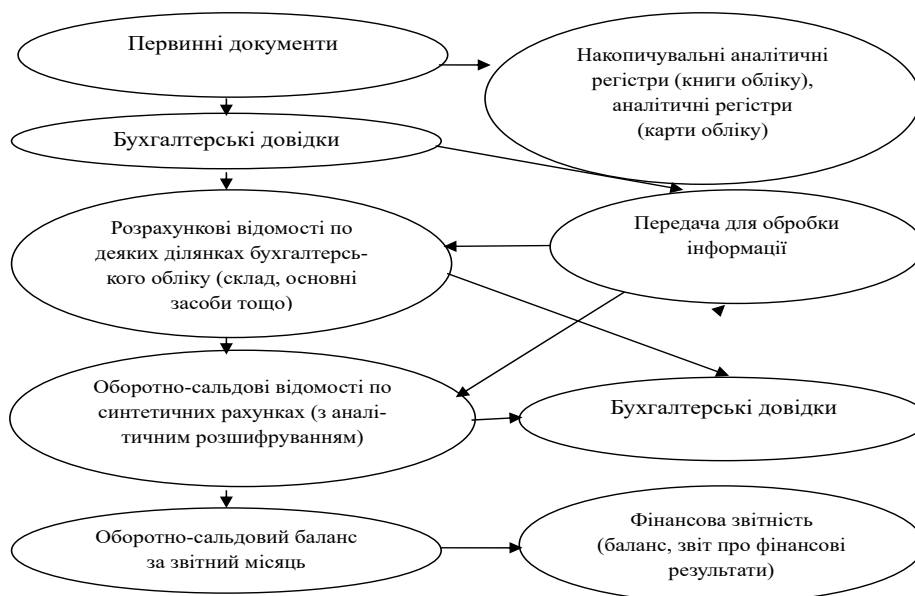 Первинні документи
Накопичувальні аналітичні
регістри (книги обліку),
аналітичні регістри
(карти обліку)
Бухгалтерські довідки
Розрахункові відомості по
деяких ділянках бухгалтерсь-
кого обліку (склад, основні
засоби тощо)
Передача для обробки
інформації
Оборотно-сальдові відомості по
синтетичних рахунках (з аналі-
тичним розшифруванням)
Бухгалтерські довідки
Оборотно-сальдовий баланс
за звітний місяць
Фінансова звітність
(баланс, звіт про фінансові
результати)